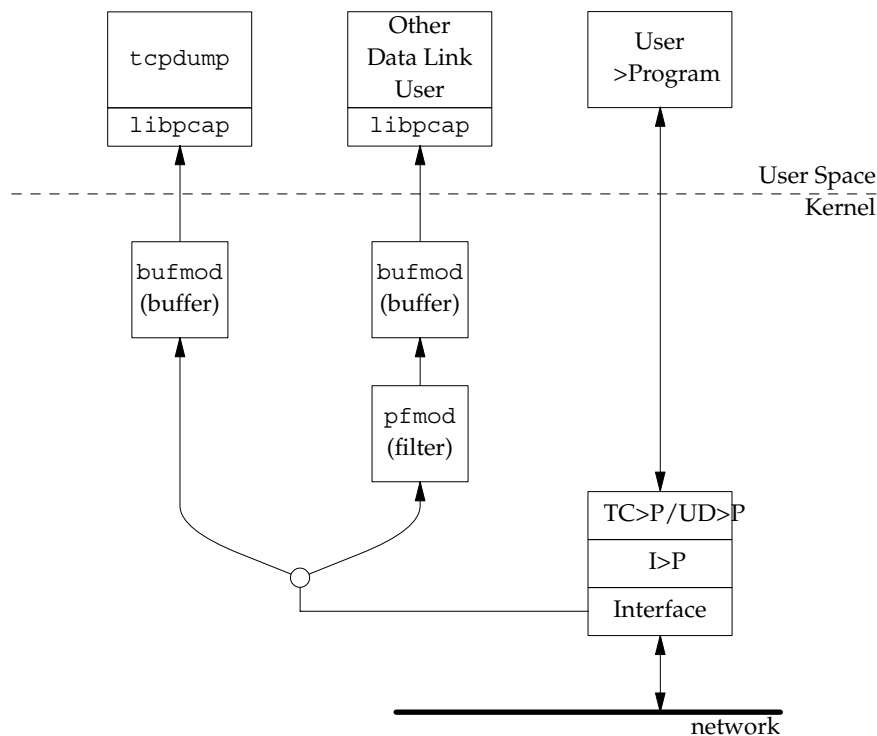 tcpdump
libpcap
Other
Data Link
User
libpcap
User
>Program
User Space
Kernel
bufmod
(buffer)
bufmod
(buffer)
pfmod
(filter)
TC>P/UD>P
I>P
Interface
network